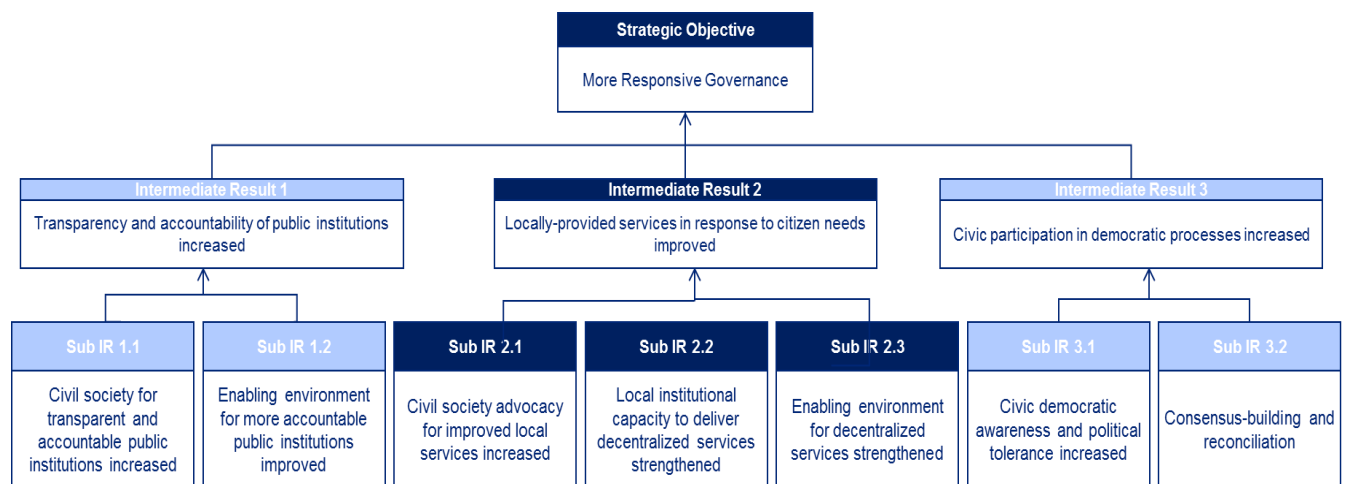 Strategic Objective
More Responsive Governance
Intermediate Result 1
Transparency and accountability of public institutions
increased
Intermediate Result 2
Locally-provided services in response to citizen needs
improved
Intermediate Result 3
Civic participation in democratic processes increased
Sub IR 1.1
Civil society for
transparent and
accountable public
institutions increased
Sub IR 1.2
Enabling environment
for more accountable
public institutions
improved
Sub IR 2.1
Civil society advocacy
for improved local
services increased
Sub IR 2.2
Local institutional
capacity to deliver
decentralized services
strengthened
Sub IR 2.3
Enabling environment
for decentralized
services strengthened
Sub IR 3.1
Civic democratic
awareness and political
tolerance increased
Sub IR 3.2
Consensus-building and
reconciliation